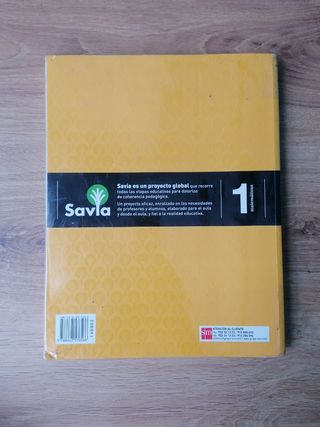 Savia
Savia es un proyecto global que recorre
todas las etapas educativas para dotarlas
de coherencia pedagógica.
Un proyecto eficaz, enraizado en las necesidades
de profesores y alumnos, elaborado para el aula
y desde el aula, y fiel a la realidad educativa.
1
sm
ATENCIÓN AL CLIENTE